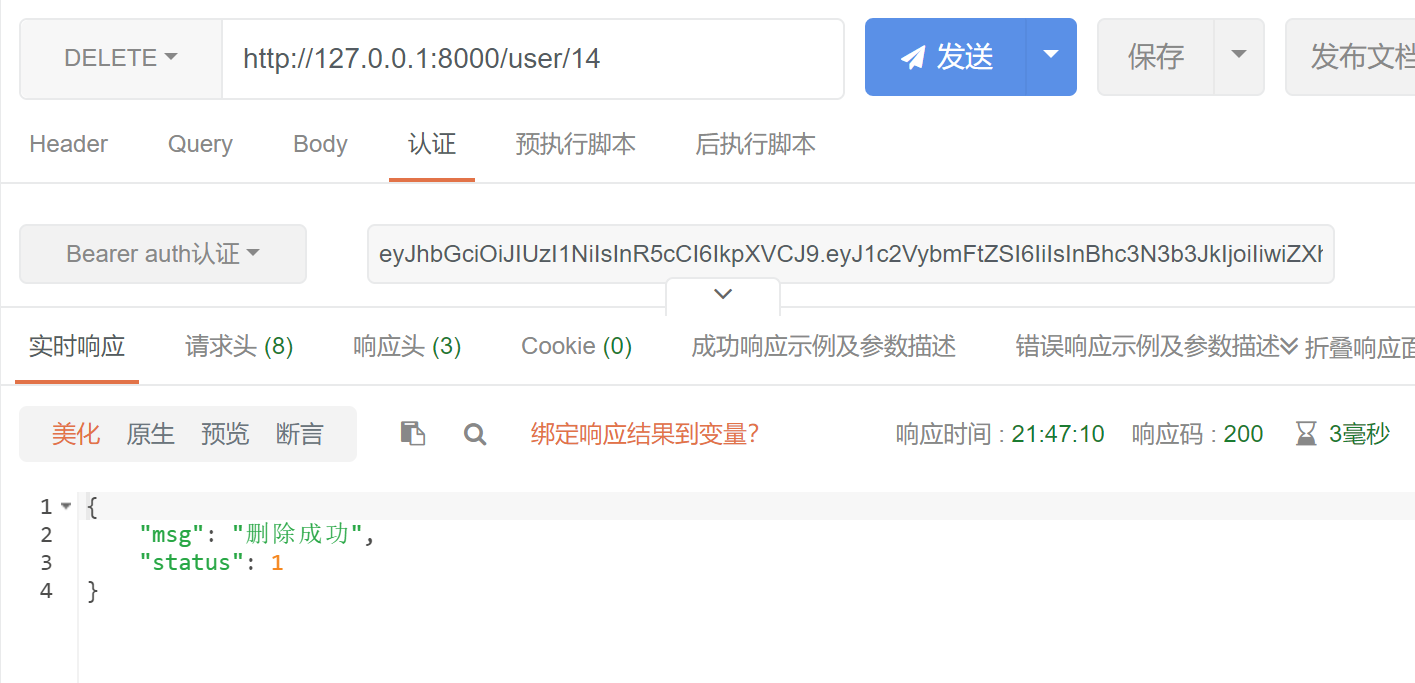 DELETE http://127.0.0.1:8000/user/14 发送 保存 发布文档
Header Query Body 认证 预执行脚本 后执行脚本
Bearer auth认证 eyJhbGciOiJIUzI1NiIsInR5cCI6IkpXVCJ9.eyJ1c2VybmFtZSI6IiIsInBhc3N3b3JkIjoiIiwiZXh
实时响应 请求头 (8) 响应头 (3) Cookie (0) 成功响应示例及参数描述 错误响应示例及参数描述 折叠响应面
美化 原生 预览 断言 绑定响应结果到变量? 响应时间 : 21:47:10 响应码 : 200 3毫秒
1 {
2 "msg": "删除成功",
3 "status": 1
4 }